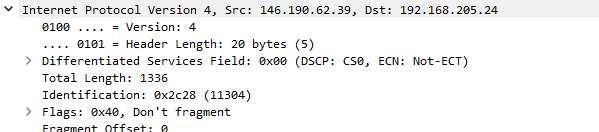 Internet Protocol Version 4, Src: 146.190.62.39, Dst: 192.168.205.24
0100 .... = Version: 4
.... 0101 = Header Length: 20 bytes (5)
Differentiated Services Field: 0x00 (DSCP: CS0, ECN: Not-ECT)
Total Length: 1336
Identification: 0x2c28 (11304)
Flags: 0x40, Don't fragment
Fragment Offset: 0